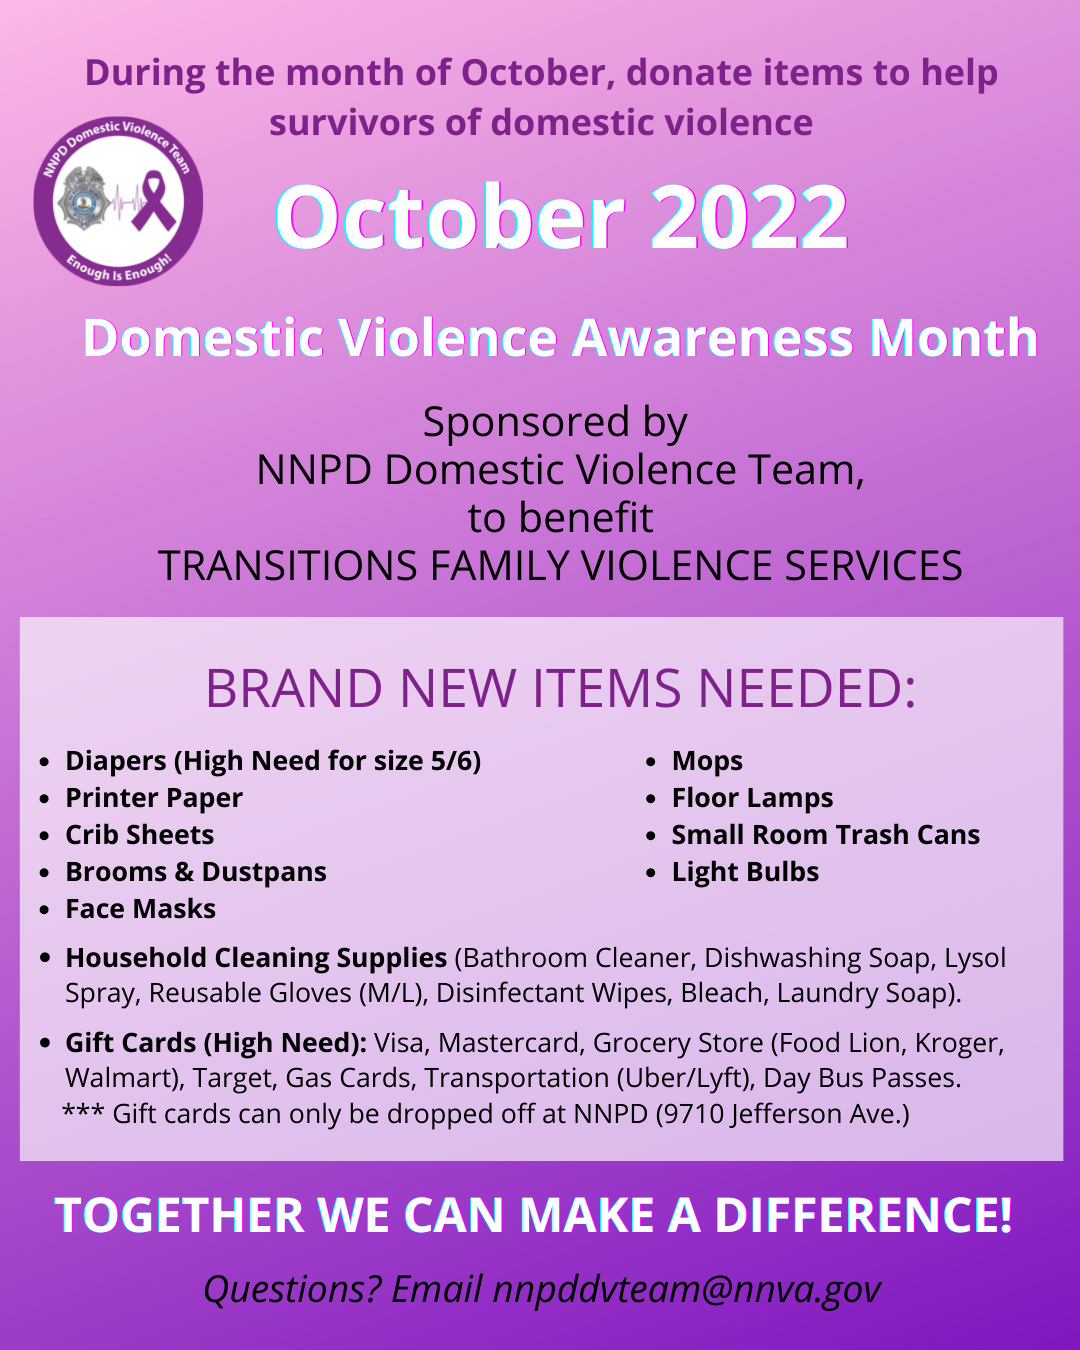 During the month of October, donate items to help
survivors of domestic violence
NNPD Domestic Violence Team
Enough Is Enough!
October 2022
Domestic Violence Awareness Month
Sponsored by
NNPD Domestic Violence Team,
to benefit
TRANSITIONS FAMILY VIOLENCE SERVICES
BRAND NEW ITEMS NEEDED:
• Diapers (High Need for size 5/6)
• Printer Paper
• Crib Sheets
• Brooms & Dustpans
• Face Masks
• Mops
• Floor Lamps
• Small Room Trash Cans
• Light Bulbs
• Household Cleaning Supplies (Bathroom Cleaner, Dishwashing Soap, Lysol
Spray, Reusable Gloves (M/L), Disinfectant Wipes, Bleach, Laundry Soap).
• Gift Cards (High Need): Visa, Mastercard, Grocery Store (Food Lion, Kroger,
Walmart), Target, Gas Cards, Transportation (Uber/Lyft), Day Bus Passes.
*** Gift cards can only be dropped off at NNPD (9710 Jefferson Ave.)
TOGETHER WE CAN MAKE A DIFFERENCE!
Questions? Email nnpddvteam@nnva.gov